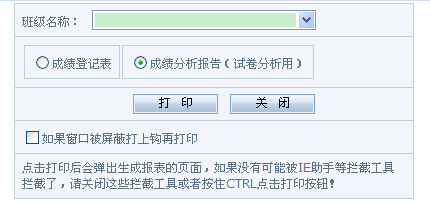 班级名称：
成绩登记表 成绩分析报告（试卷分析用）
打 印 关 闭
如果窗口被屏蔽打上钩再打印
点击打印后会弹出生成报表的页面，如果没有可能被IE助手等拦截工具
拦截了，请关闭这些拦截工具或者按住CTRL点击打印按钮!